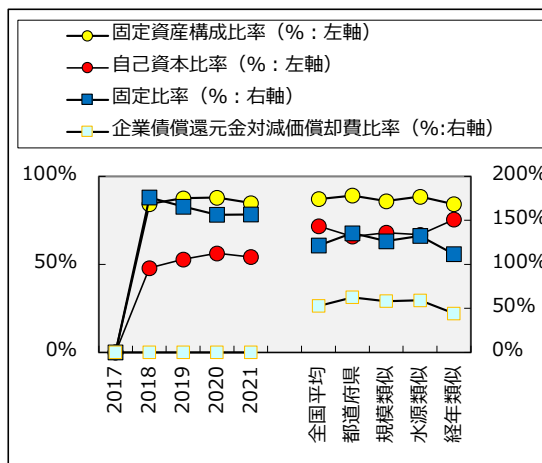 固定資産構成比率（%：左軸）
自己資本比率（%：左軸）
固定比率（%：右軸）
企業債償還元金対減価償却費比率（%:右軸）
100%
50%
0%
200%
150%
100%
50%
0%
2017
2018
2019
2020
2021
全国平均
都道府県
規模類似
水源類似
経年類似